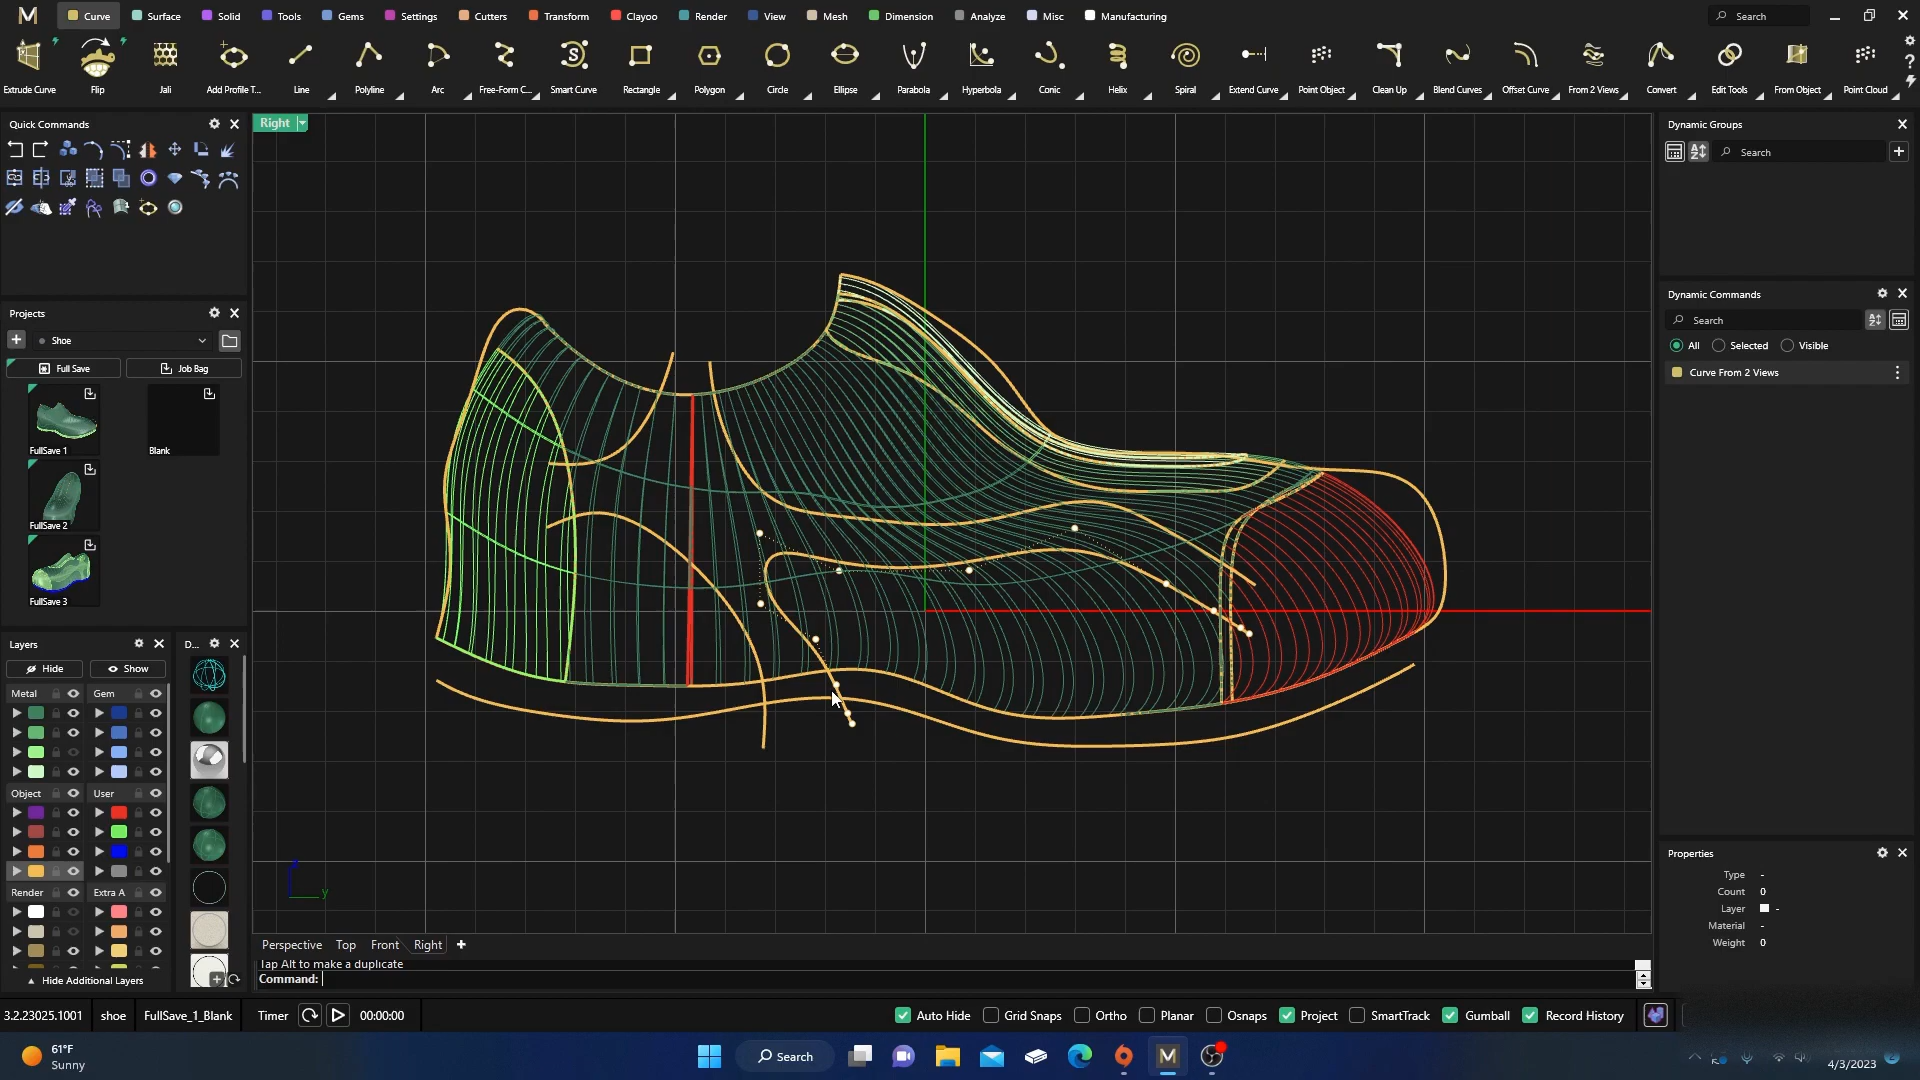 Curve Surface Solid Tools Gems Settings Cutters Transform Clayoo Render View Mesh Dimension Analyze Misc Manufacturing Search
Extrude Curve Flip Jali Add Profile T... Line Polyline Arc Free-Form C... Smart Curve Rectangle Polygon Circle Ellipse Parabola Hyperbola Conic Helix Spiral Extend Curve Point Object Clean Up Blend Curves Offset Curve From 2 Views Convert Edit Tools From Object Point Cloud
Quick Commands
Right
Dynamic Groups
Search
Projects
Shoe
Full Save Job Bag
FullSave 1 Blank
FullSave 2
FullSave 3
Dynamic Commands
Search
All Selected Visible
Curve From 2 Views
Layers D...
Hide Show
Metal Gem
Object User
Render Extra A
Hide Additional Layers
y
Perspective Top Front Right
Tap Alt to make a duplicate
Command:
Properties
Type -
Count 0
Layer -
Material -
Weight 0
3.2.23025.1001 shoe FullSave_1_Blank Timer 00:00:00 Auto Hide Grid Snaps Ortho Planar Osnaps Project SmartTrack Gumball Record History
61°F
Sunny
Search
4/3/2023